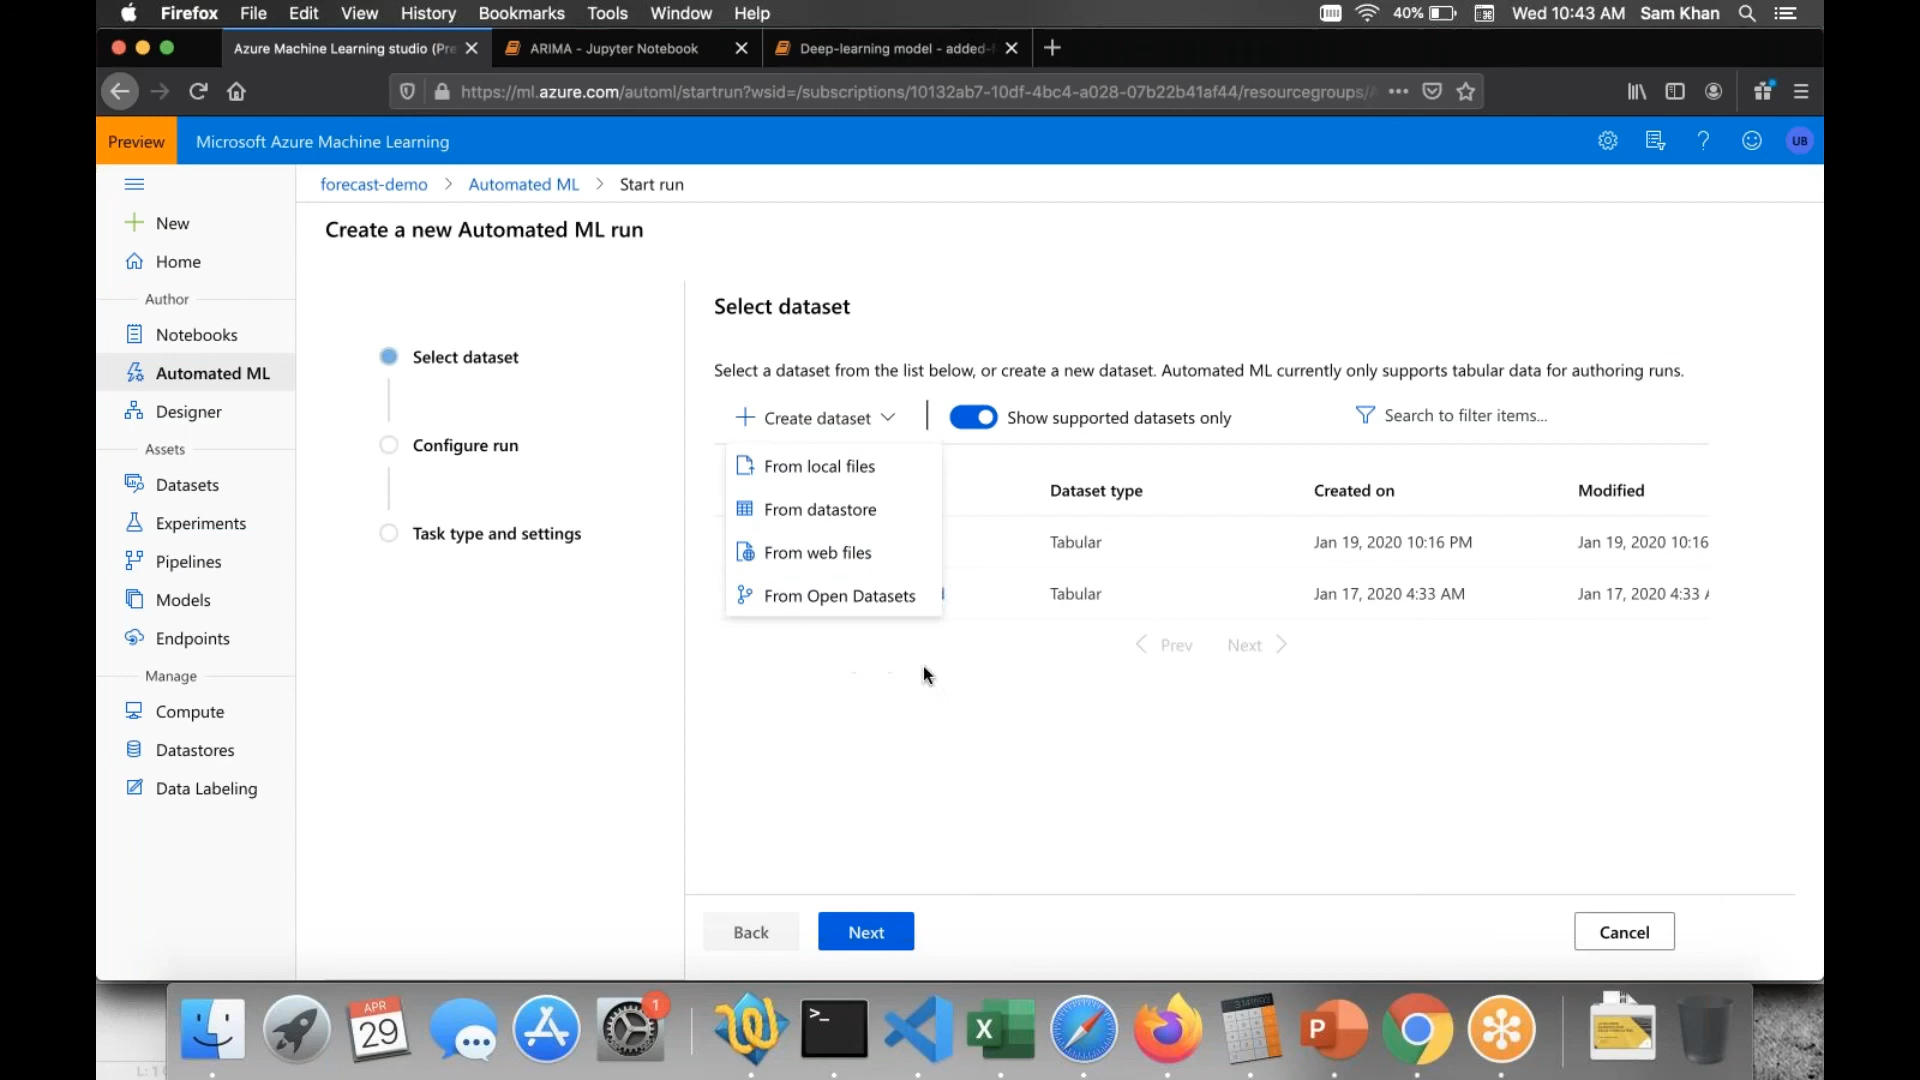 Firefox File Edit View History Bookmarks Tools Window Help 40% Wed 10:43 AM Sam Khan
Azure Machine Learning studio (Pre ARIMA - Jupyter Notebook Deep-learning model - added-
https://ml.azure.com/automl/startrun?wsid=/subscriptions/10132ab7-10df-4bc4-a028-07b22b41af44/resourcegroups/
Preview Microsoft Azure Machine Learning UB
forecast-demo > Automated ML > Start run
Create a new Automated ML run
New
Home
Author
Notebooks
Automated ML
Designer
Assets
Datasets
Experiments
Pipelines
Models
Endpoints
Manage
Compute
Datastores
Data Labeling
Select dataset
Configure run
Task type and settings
Select dataset
Select a dataset from the list below, or create a new dataset. Automated ML currently only supports tabular data for authoring runs.
Create dataset Show supported datasets only Search to filter items...
From local files
From datastore
From web files
From Open Datasets
Dataset type Created on Modified
Tabular Jan 19, 2020 10:16 PM Jan 19, 2020 10:16
Tabular Jan 17, 2020 4:33 AM Jan 17, 2020 4:33
Prev Next
Back Next Cancel
APR
29
1